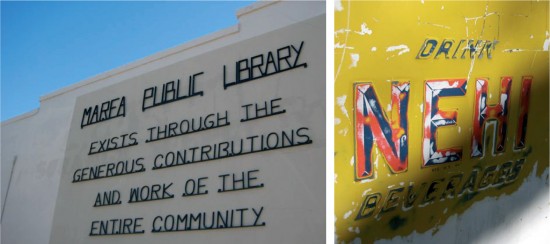 MARFA PUBLIC LIBRARY
EXISTS THROUGH THE
GENEROUS CONTRIBUTIONS
AND WORK OF THE
ENTIRE COMMUNITY.
DRINK
NEHI
BEVERAGES